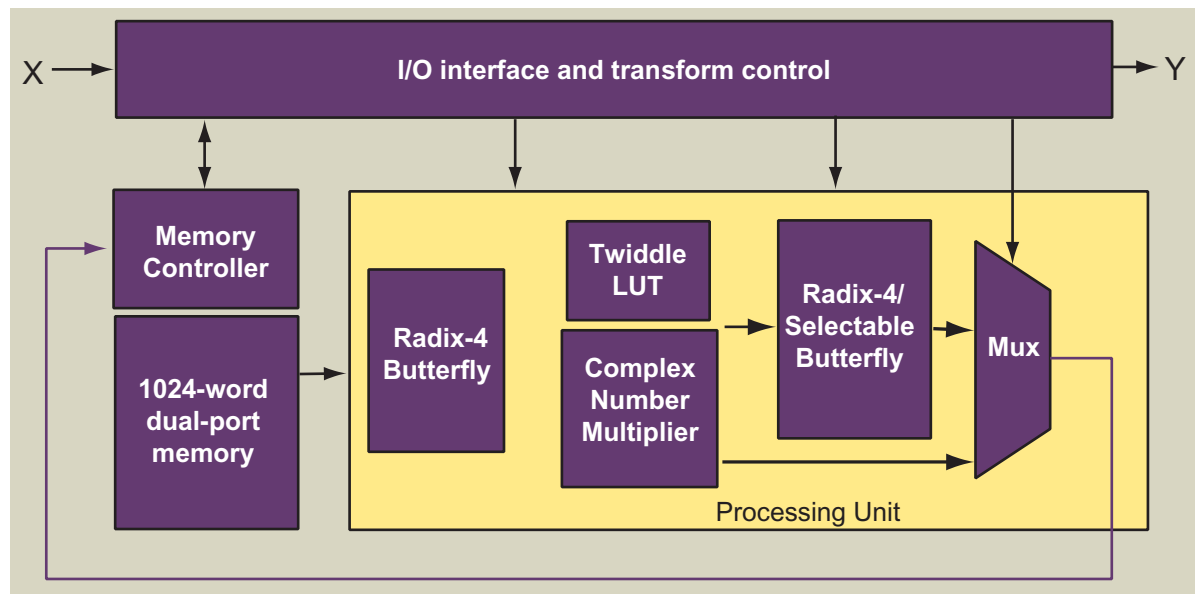 X
I/O interface and transform control
Y
Memory
Controller
1024-word
dual-port
memory
Radix-4
Butterfly
Twiddle
LUT
Complex
Number
Multiplier
Radix-4/
Selectable
Butterfly
Mux
Processing Unit